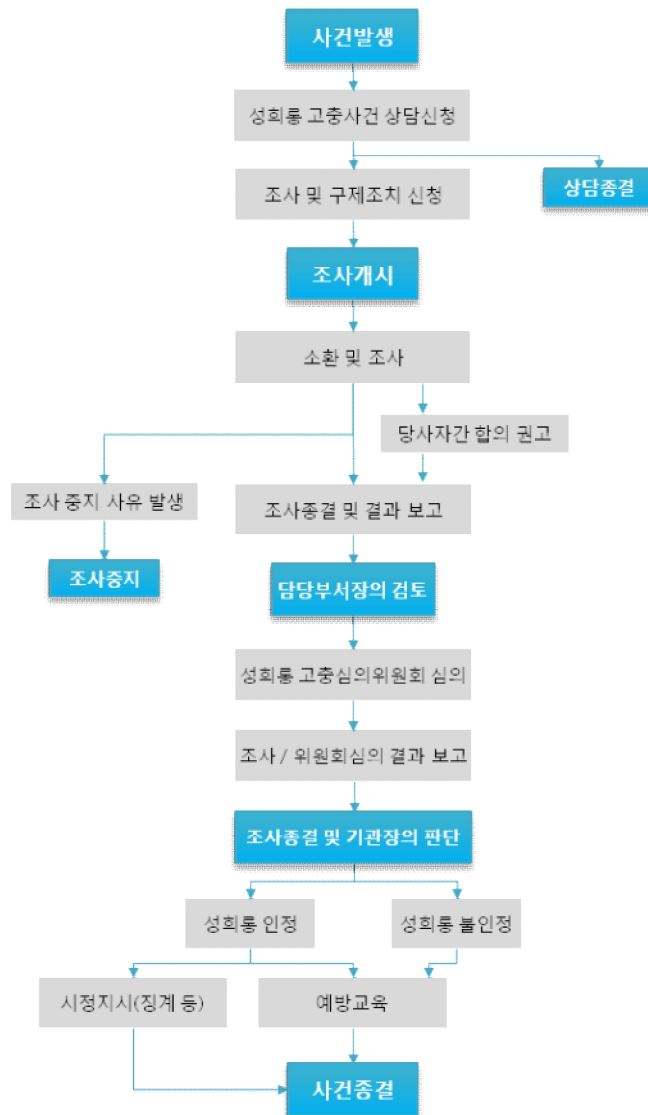 사건발생
성희롱 고충사건 상담신청
상담종결
조사 및 구제조치 신청
조사개시
소환 및 조사
당사자간 합의 권고
조사 중지 사유 발생
조사종결 및 결과 보고
조사중지
담당부서장의 검토
성희롱 고충심의위원회 심의
조사 / 위원회심의 결과 보고
조사종결 및 기관장의 판단
성희롱 인정
성희롱 불인정
시정지시(징계 등)
예방교육
사건종결